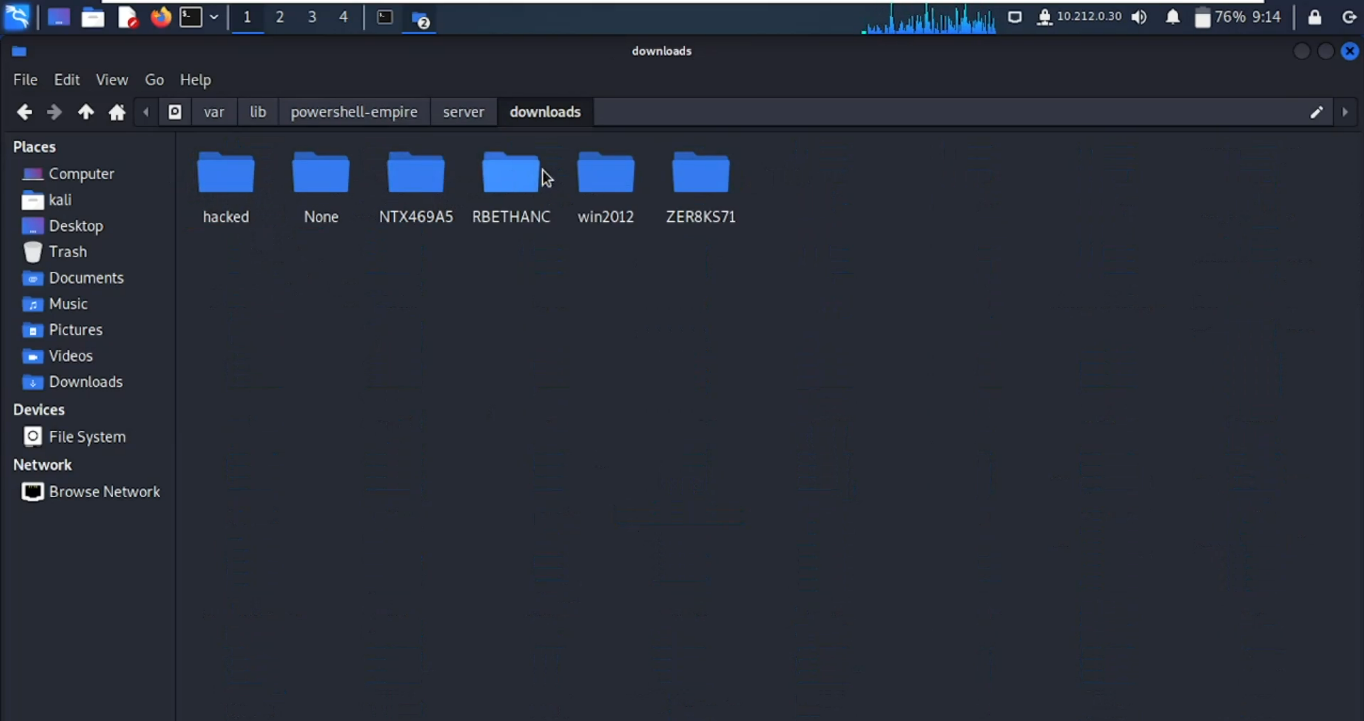 1 2 3 4 2 10.212.0.30 76% 9:14
downloads
File Edit View Go Help
var lib powershell-empire server downloads
Places
Computer
kali
Desktop
Trash
Documents
Music
Pictures
Videos
Downloads
Devices
File System
Network
Browse Network
hacked None NTX469A5 RBETHANC win2012 ZER8KS71